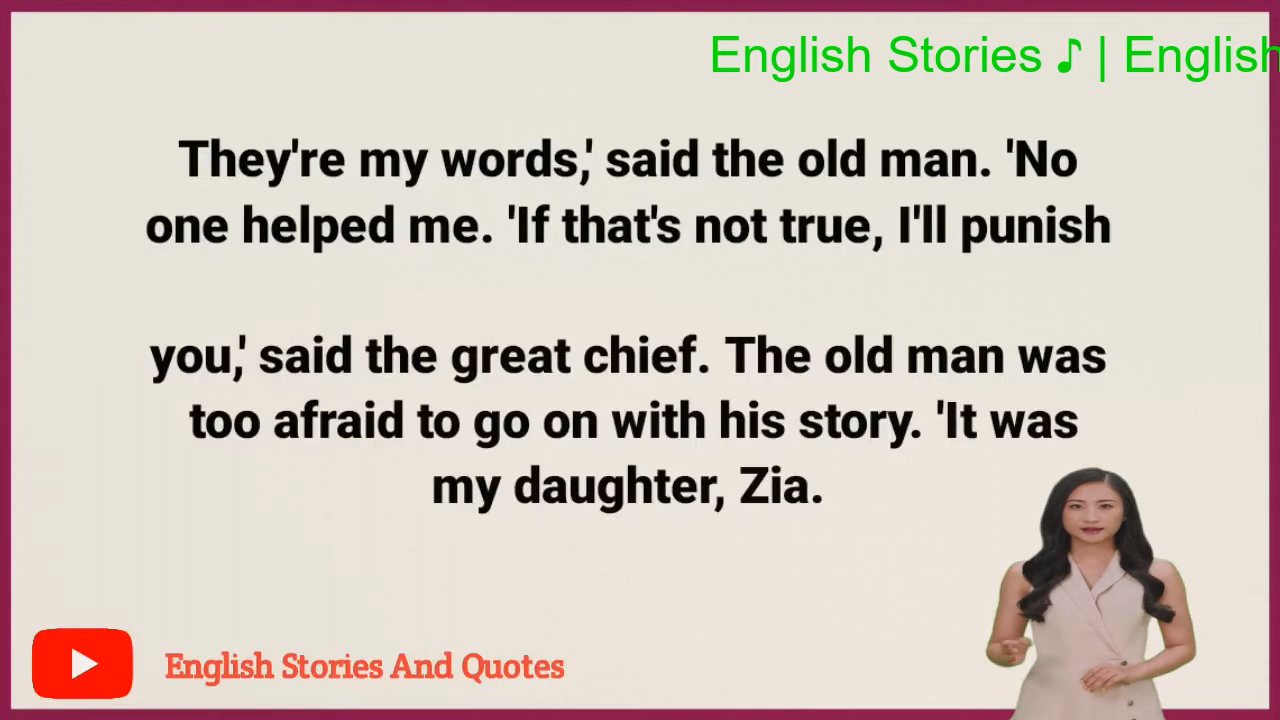 English Stories ♪ | English
They're my words,' said the old man. 'No
one helped me. 'If that's not true, I'll punish
you,' said the great chief. The old man was
too afraid to go on with his story. 'It was
my daughter, Zia.
English Stories And Quotes